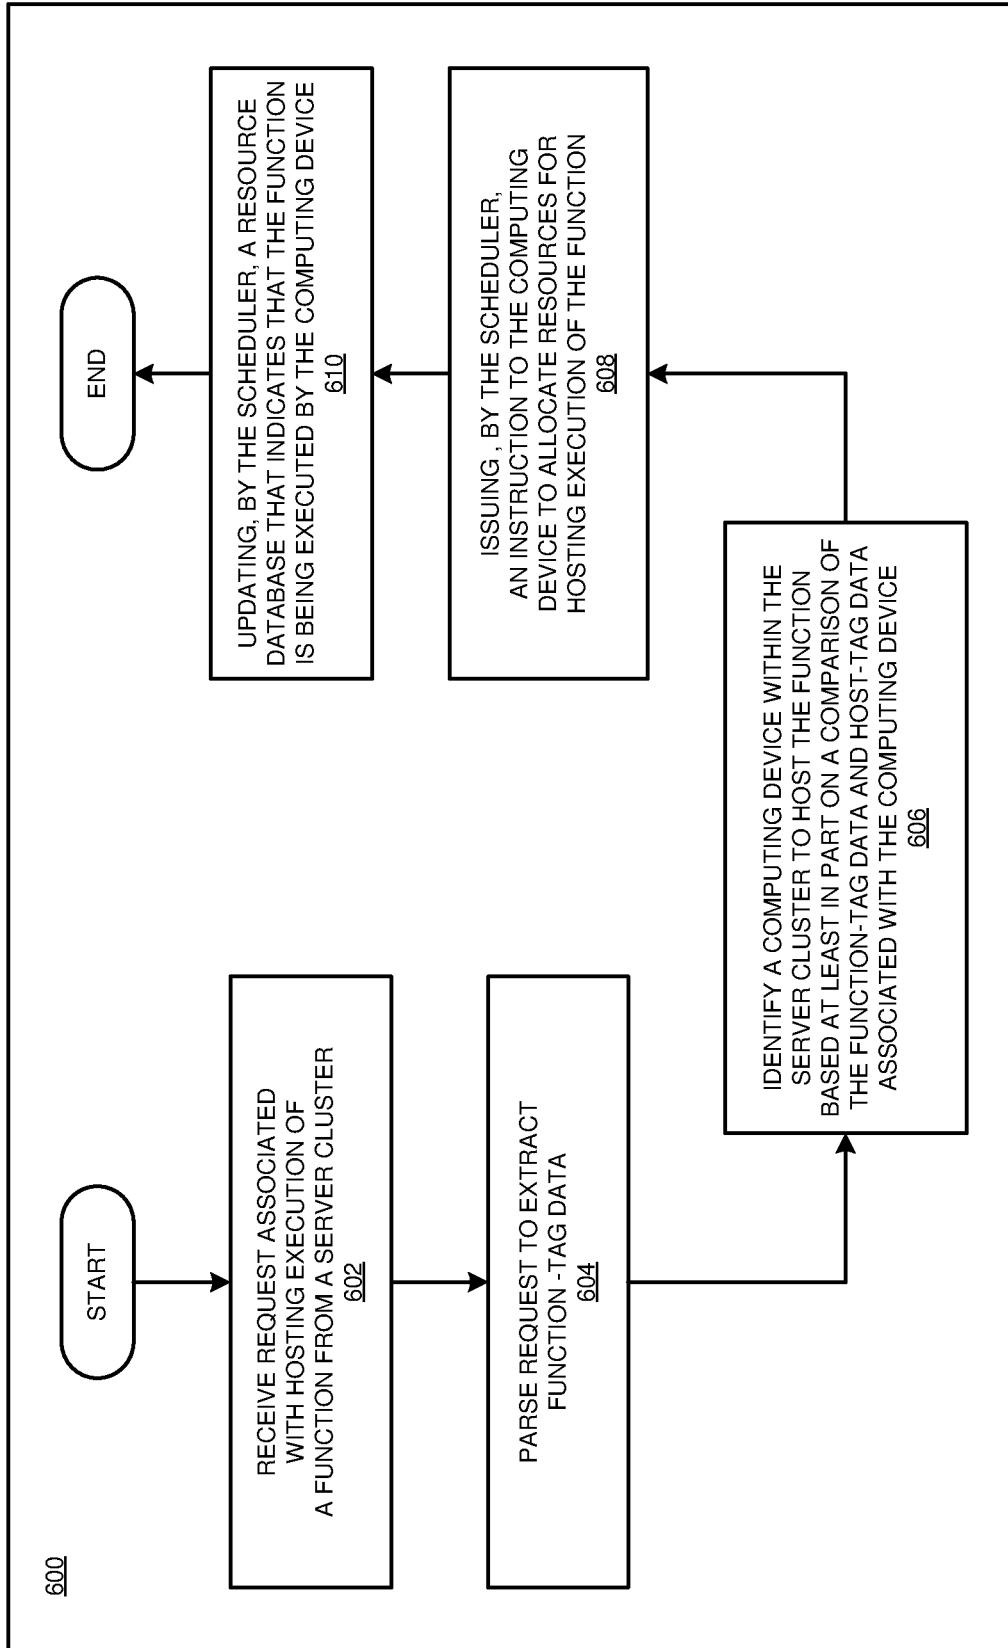 600
START
RECEIVE REQUEST ASSOCIATED
WITH HOSTING EXECUTION OF
A FUNCTION FROM A SERVER CLUSTER
602
PARSE REQUEST TO EXTRACT
FUNCTION -TAG DATA
604
IDENTIFY A COMPUTING DEVICE WITHIN THE
SERVER CLUSTER TO HOST THE FUNCTION
BASED AT LEAST IN PART ON A COMPARISON OF
THE FUNCTION-TAG DATA AND HOST-TAG DATA
ASSOCIATED WITH THE COMPUTING DEVICE
606
ISSUING , BY THE SCHEDULER,
AN INSTRUCTION TO THE COMPUTING
DEVICE TO ALLOCATE RESOURCES FOR
HOSTING EXECUTION OF THE FUNCTION
608
UPDATING, BY THE SCHEDULER, A RESOURCE
DATABASE THAT INDICATES THAT THE FUNCTION
IS BEING EXECUTED BY THE COMPUTING DEVICE
610
END